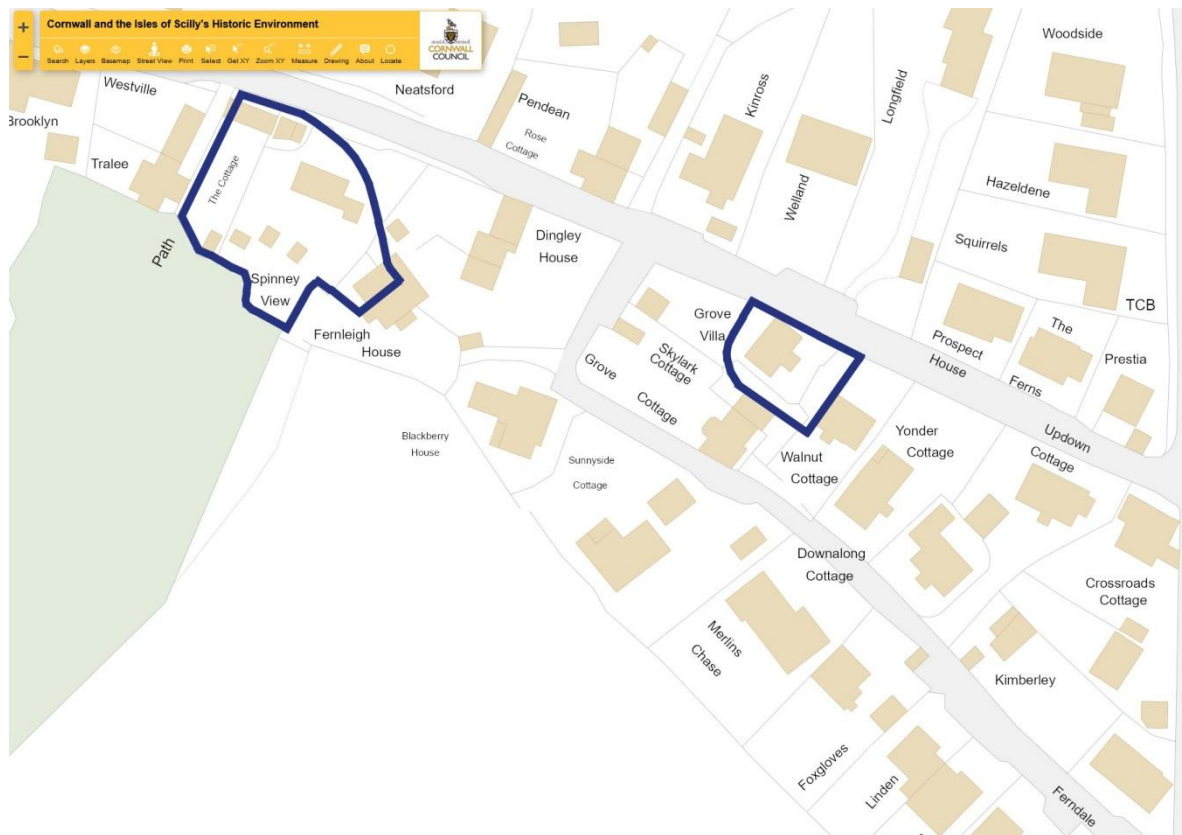 +
−
Cornwall and the Isles of Scilly's Historic Environment
Search Layers Basemap Street View Print Select Get XY Zoom XY Measure Drawing About Locate
CORNWALL
COUNCIL
Woodside
Westville
Neatsford
Brooklyn
Pendean
Kinross
Longfield
Rose
Cottage
Tralee
The Cottage
Hazeldene
Welland
Squirrels
Path
Dingley
House
Spinney
View
TCB
Fernleigh
House
Grove
Villa
Skylark
Cottage
Grove
Cottage
Prospect
House
The
Ferns
Prestia
Blackberry
House
Updown
Cottage
Yonder
Cottage
Walnut
Cottage
Sunnyside
Cottage
Downalong
Cottage
Crossroads
Cottage
Merlins
Chase
Kimberley
Foxgloves
Linden
Ferndale